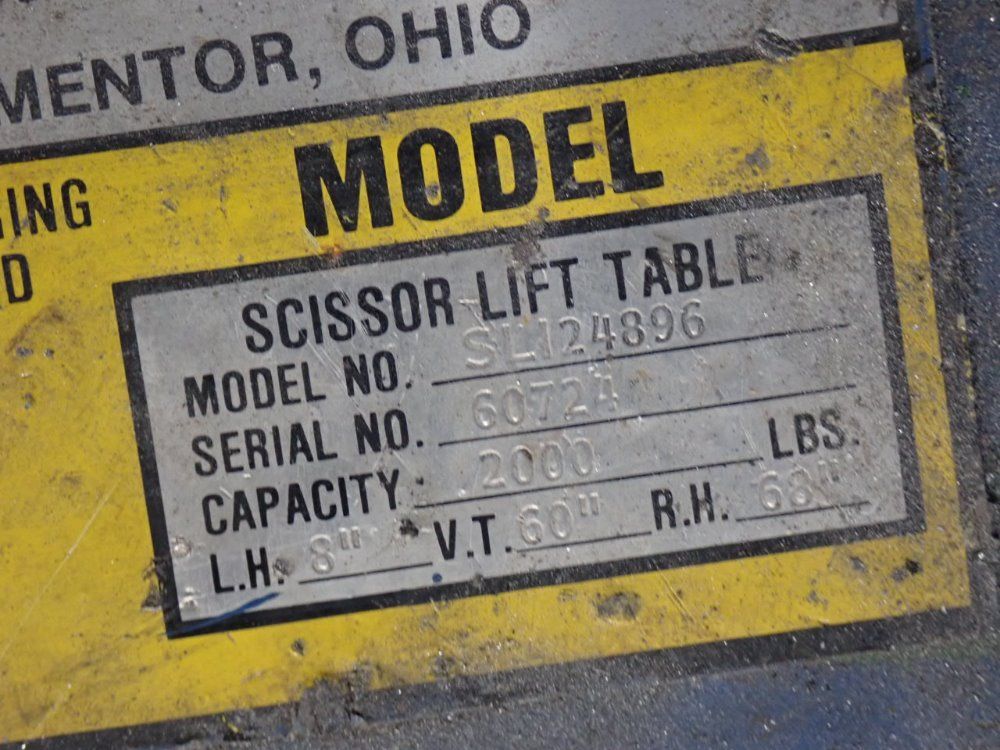 MENTOR, OHIO
ING
D
MODEL
SCISSOR LIFT TABLE
MODEL NO. SL124896
SERIAL NO. 60724
CAPACITY 2000 LBS.
L.H. 8" V.T. 60" R.H. 68"